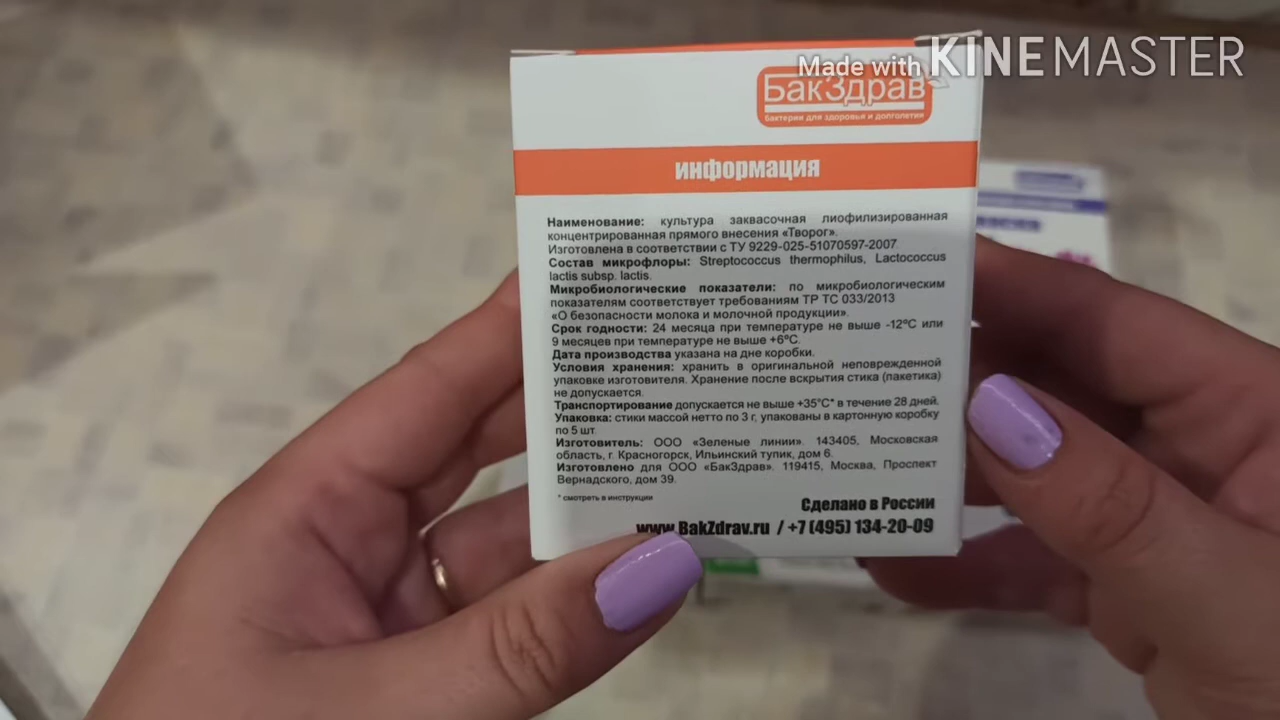 Made with KINEMASTER
БакЗдрав
бактерии для здоровья и долголетия
информация
Наименование: культура заквасочная лиофилизированная
концентрированная прямого внесения «Творог».
Изготовлена в соответствии с ТУ 9229-025-51070597-2007.
Состав микрофлоры: Streptococcus thermophilus, Lactococcus
lactis subsp. lactis.
Микробиологические показатели: по микробиологическим
показателям соответствует требованиям ТР ТС 033/2013
«О безопасности молока и молочной продукции».
Срок годности: 24 месяца при температуре не выше -12°С или
9 месяцев при температуре не выше +6°С.
Дата производства указана на дне коробки.
Условия хранения: хранить в оригинальной неповрежденной
упаковке изготовителя. Хранение после вскрытия стика (пакетика)
не допускается.
Транспортирование допускается не выше +35°С* в течение 28 дней.
Упаковка: стики массой нетто по 3 г, упакованы в картонную коробку
по 5 шт.
Изготовитель: ООО «Зеленые линии». 143405, Московская
область, г. Красногорск, Ильинский тупик, дом 6.
Изготовлено для ООО «БакЗдрав». 119415, Москва, Проспект
Вернадского, дом 39.
* смотреть в инструкции
Сделано в России
www.BakZdrav.ru / +7 (495) 134-20-09